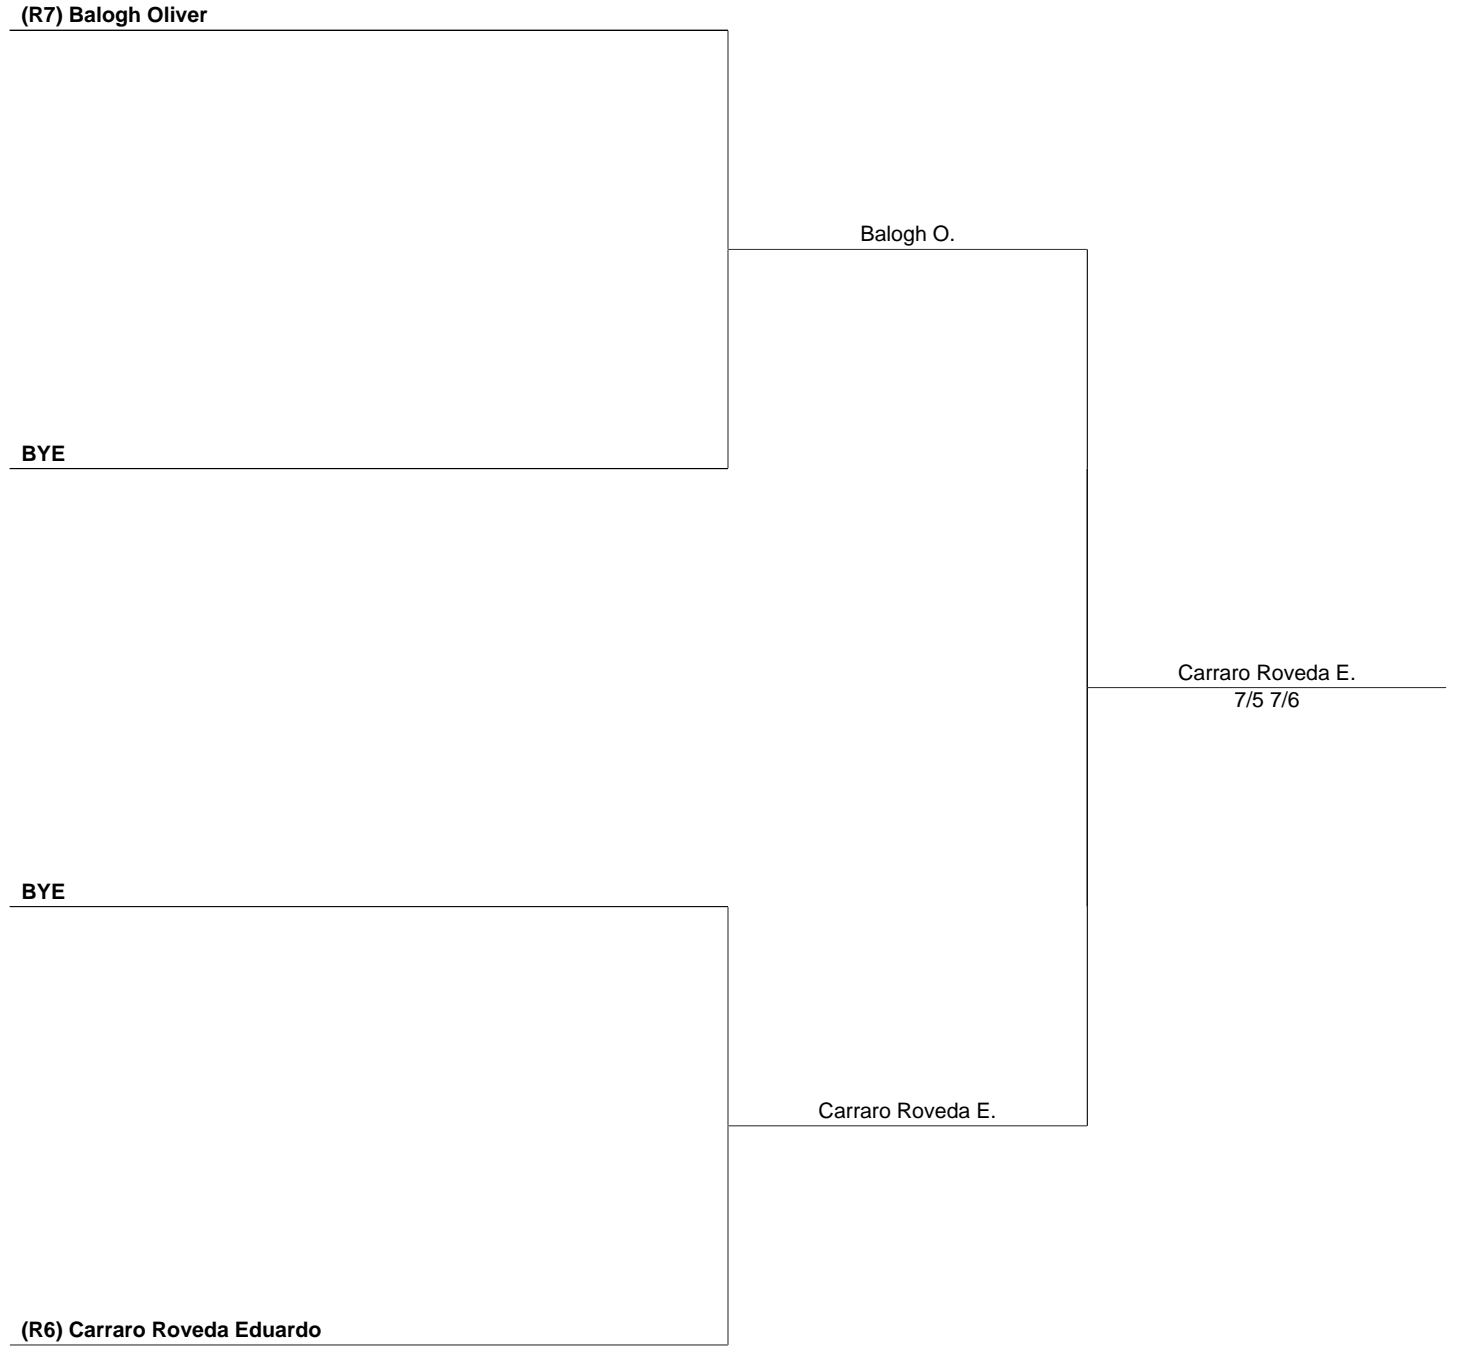 (R7) Balogh Oliver
Balogh O.
BYE
Carraro Roveda E.
7/5 7/6
BYE
Carraro Roveda E.
(R6) Carraro Roveda Eduardo